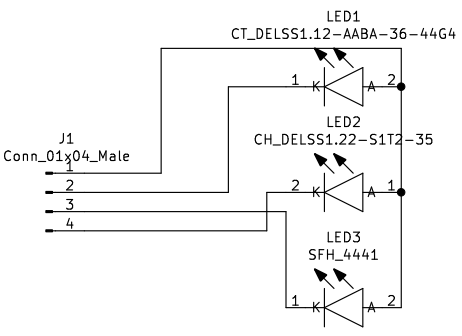 LED1
CT_DELSS1.12-AABA-36-44G4
1 K A 2
LED2
CH_DELSS1.22-S1T2-35
J1
Conn_01x04_Male
1
2
2 K A 1
3
4
LED3
SFH_4441
1 K A 2